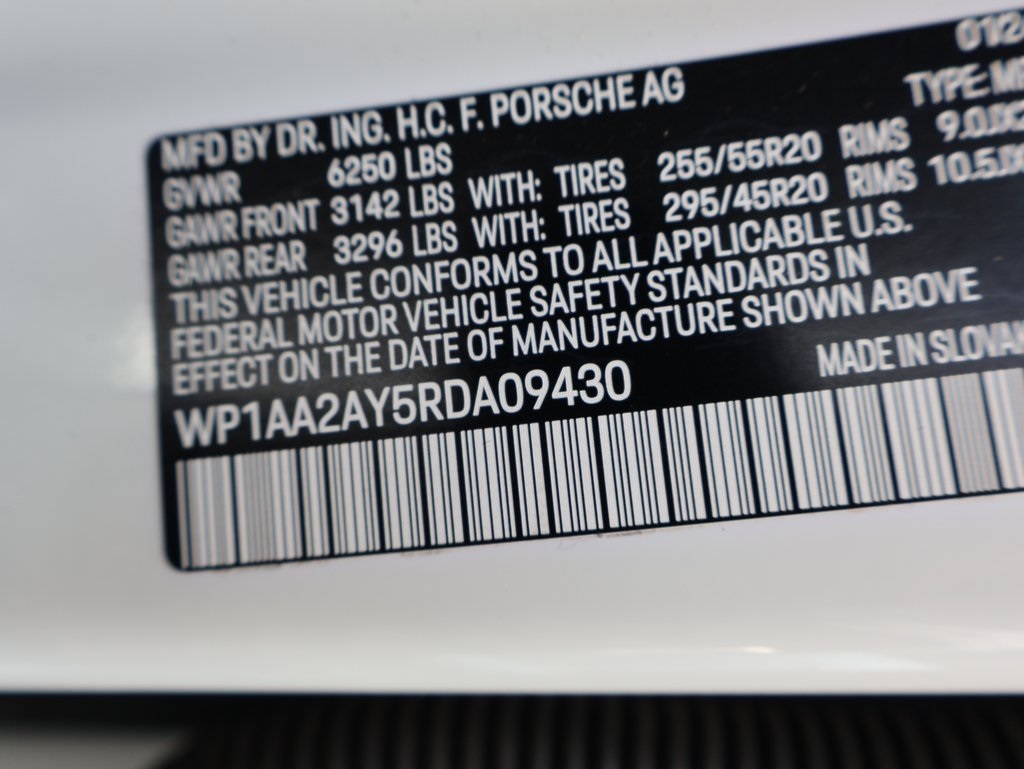 MFD BY DR. ING. H.C. F. PORSCHE AG
GVWR 6250 LBS
GAWR FRONT 3142 LBS WITH: TIRES 255/55R20 RIMS
GAWR REAR 3296 LBS WITH: TIRES 295/45R20 RIMS
THIS VEHICLE CONFORMS TO ALL APPLICABLE U.S.
FEDERAL MOTOR VEHICLE SAFETY STANDARDS IN
EFFECT ON THE DATE OF MANUFACTURE SHOWN ABOVE
WP1AA2AY5RDA09430 MADE IN